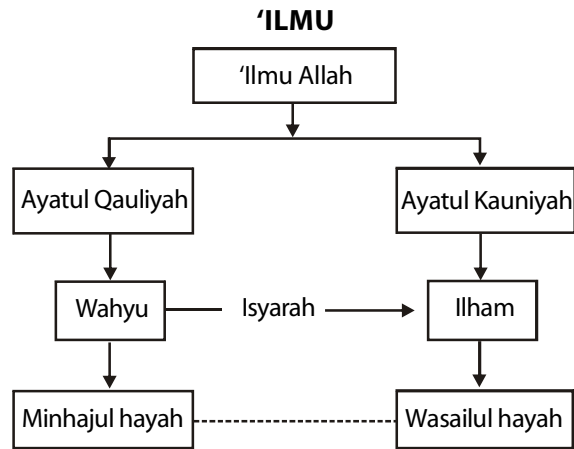 ‘ILMU
‘Ilmu Allah
Ayatul Qauliyah
Ayatul Kauniyah
Wahyu
Isyarah
Ilham
Minhajul hayah
Wasailul hayah